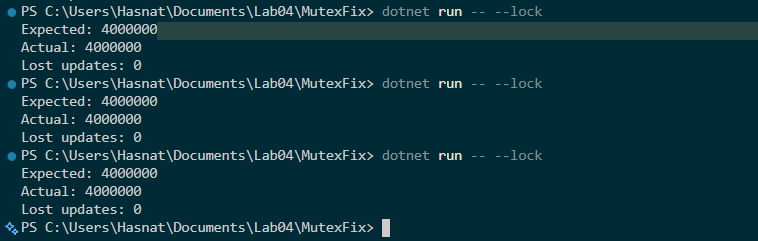 PS C:\Users\Hasnat\Documents\Lab04\MutexFix> dotnet run -- --lock
Expected: 4000000
Actual: 4000000
Lost updates: 0
PS C:\Users\Hasnat\Documents\Lab04\MutexFix> dotnet run -- --lock
Expected: 4000000
Actual: 4000000
Lost updates: 0
PS C:\Users\Hasnat\Documents\Lab04\MutexFix> dotnet run -- --lock
Expected: 4000000
Actual: 4000000
Lost updates: 0
PS C:\Users\Hasnat\Documents\Lab04\MutexFix>